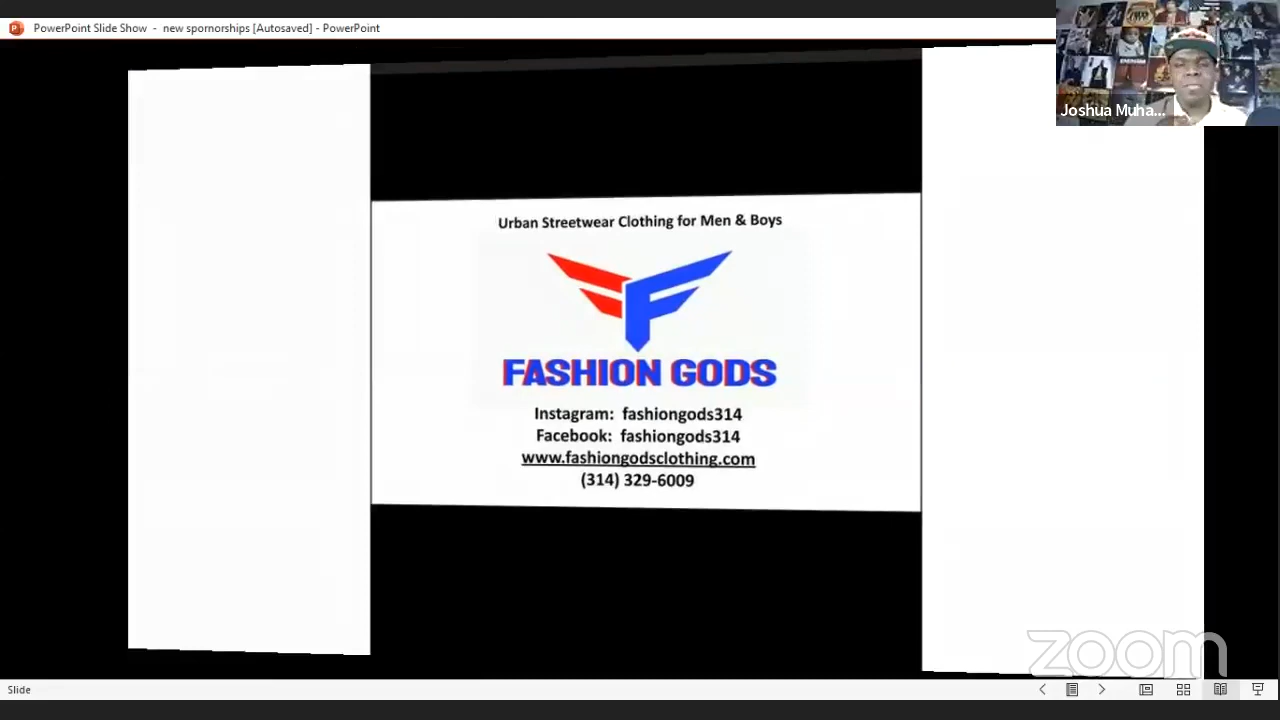 PowerPoint Slide Show - new spornorships [Autosaved] - PowerPoint
Joshua Muha...
Urban Streetwear Clothing for Men & Boys
FASHION GODS
Instagram: fashiongods314
Facebook: fashiongods314
www.fashiongodsclothing.com
(314) 329-6009
zoom
Slide